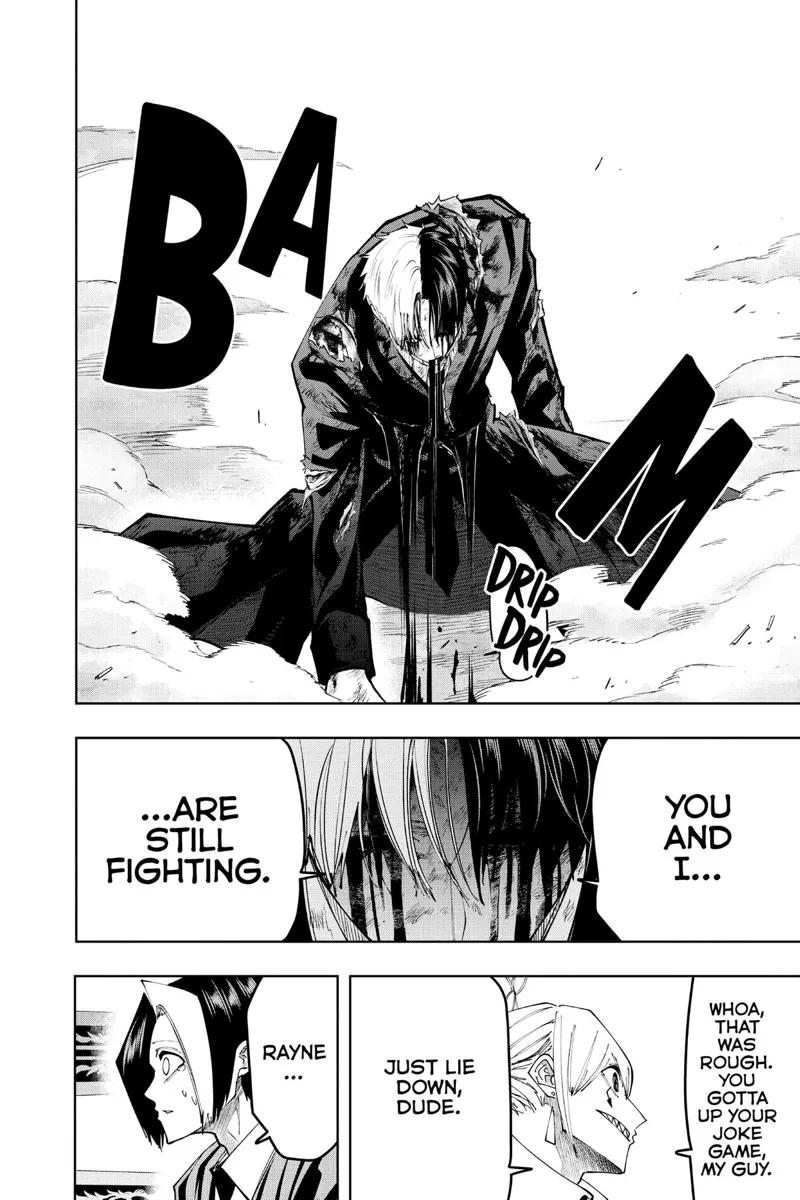 BAM
DRIP
DRIP
YOU
AND
I...
...ARE
STILL
FIGHTING.
WHOA,
THAT
WAS
ROUGH.
YOU
GOTTA
UP YOUR
JOKE
GAME,
MY GUY.
JUST LIE
DOWN,
DUDE.
RAYNE
...